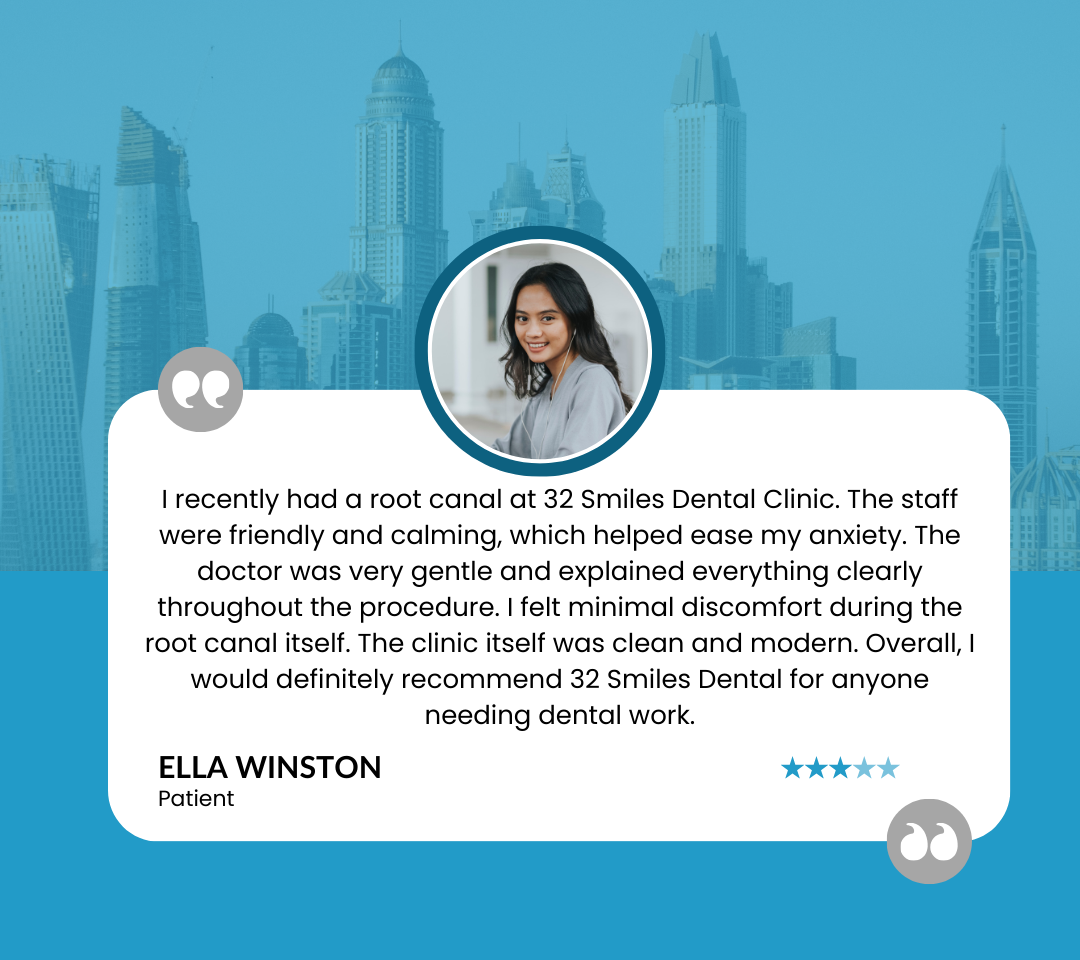 I recently had a root canal at 32 Smiles Dental Clinic. The staff
were friendly and calming, which helped ease my anxiety. The
doctor was very gentle and explained everything clearly
throughout the procedure. I felt minimal discomfort during the
root canal itself. The clinic itself was clean and modern. Overall, I
would definitely recommend 32 Smiles Dental for anyone
needing dental work.
ELLA WINSTON
Patient